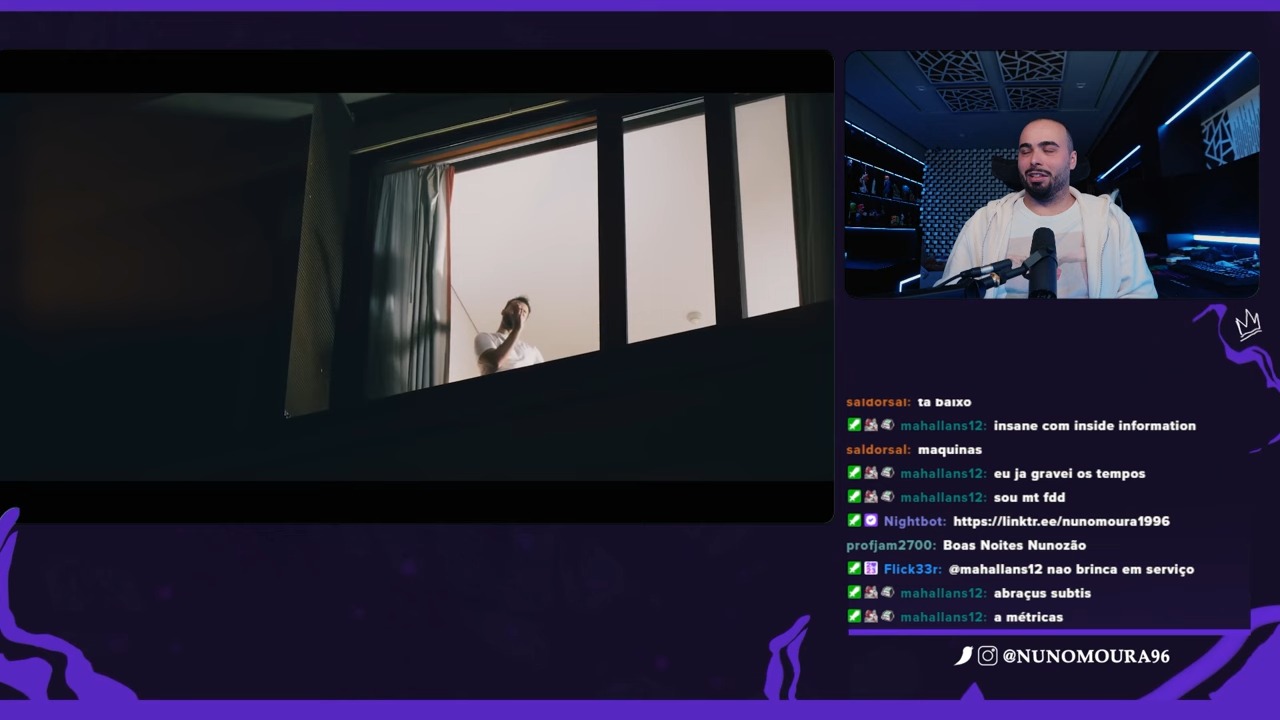 saldorsal: ta baixo
mahallans12: insane com inside information
saldorsal: maquinas
mahallans12: eu ja gravei os tempos
mahallans12: sou mt fdd
Nightbot: https://linktr.ee/nunomoura1996
profjam2700: Boas Noites Nunozão
Flick33r: @mahallans12 nao brinca em serviço
mahallans12: abraçus subtis
mahallans12: a métricas
@NUNOMOURA96